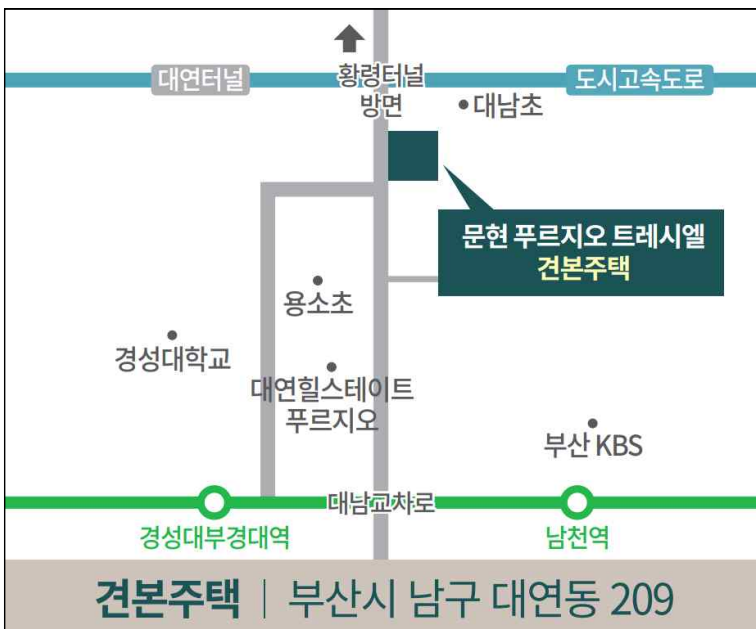 대연터널
황령터널
방면
도시고속도로
대남초
문현 푸르지오 트레시엘
견본주택
용소초
경성대학교
대연힐스테이트
푸르지오
부산 KBS
대남교차로
경성대부경대역
남천역
견본주택 | 부산시 남구 대연동 209